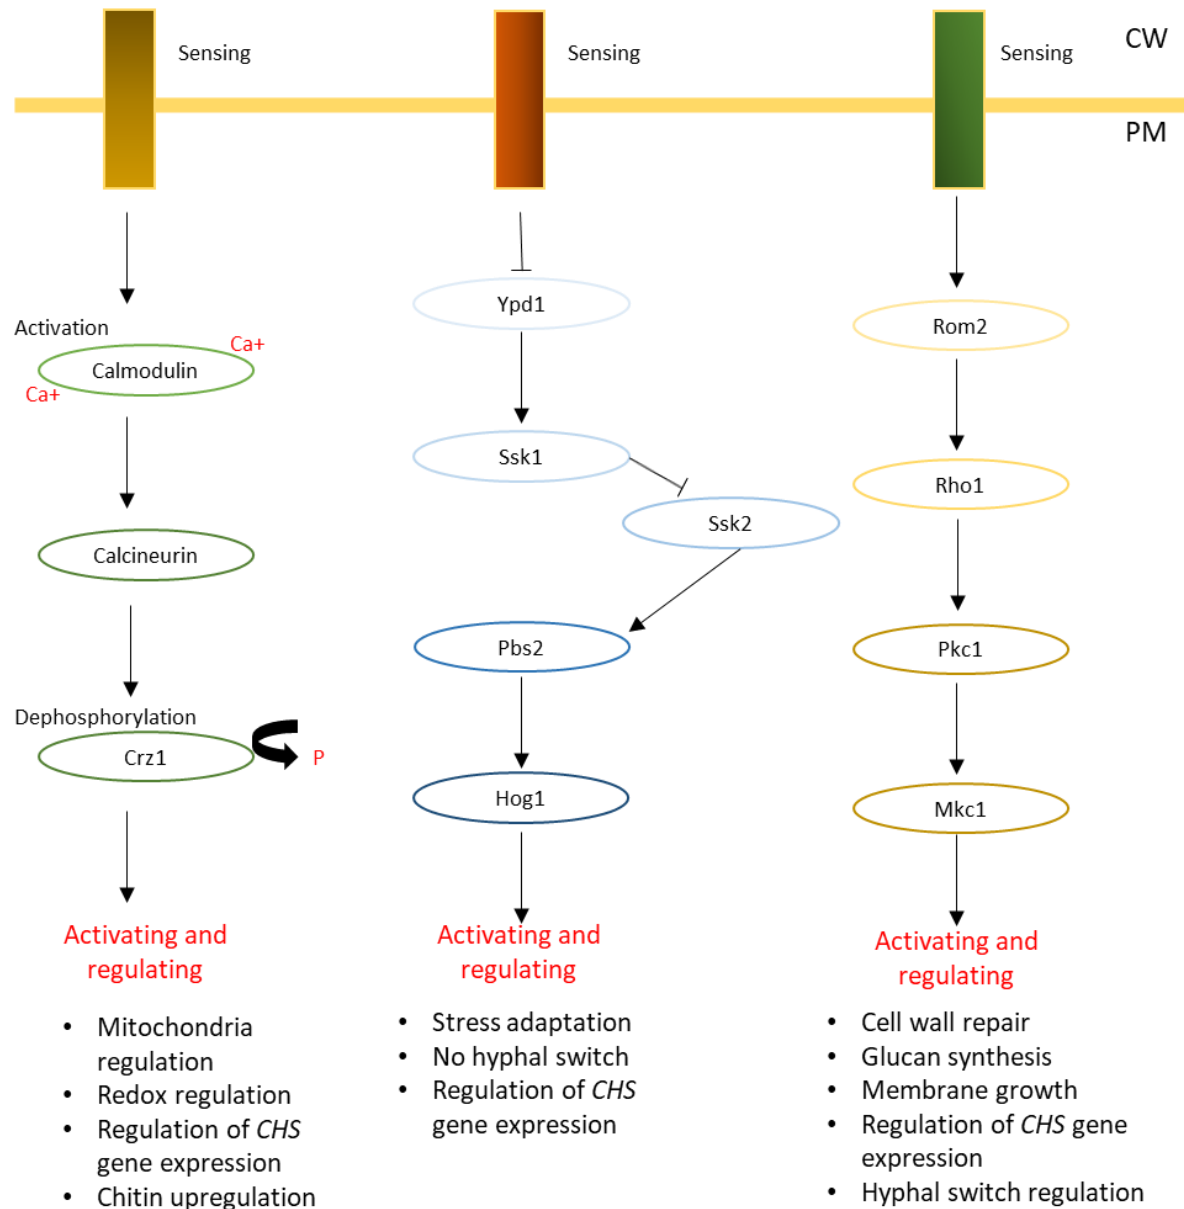 Sensing
Sensing
Sensing
CW
PM
Activation
Ca+
Calmodulin
Ca+
Calcineurin
Dephosphorylation
Crz1
P
Activating and
regulating
• Mitochondria
regulation
• Redox regulation
• Regulation of CHS
gene expression
• Chitin upregulation
Ypd1
Ssk1
Ssk2
Pbs2
Hog1
Activating and
regulating
• Stress adaptation
• No hyphal switch
• Regulation of CHS
gene expression
Rom2
Rho1
Pkc1
Mkc1
Activating and
regulating
• Cell wall repair
• Glucan synthesis
• Membrane growth
• Regulation of CHS gene
expression
• Hyphal switch regulation